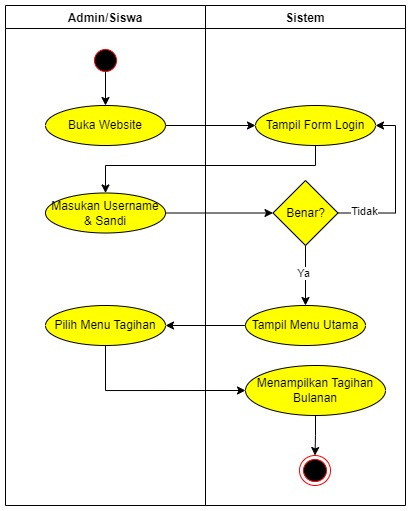 Admin/Siswa
Sistem
Buka Website
Tampil Form Login
Masukan Username
& Sandi
Benar?
Tidak
Ya
Pilih Menu Tagihan
Tampil Menu Utama
Menampilkan Tagihan
Bulanan